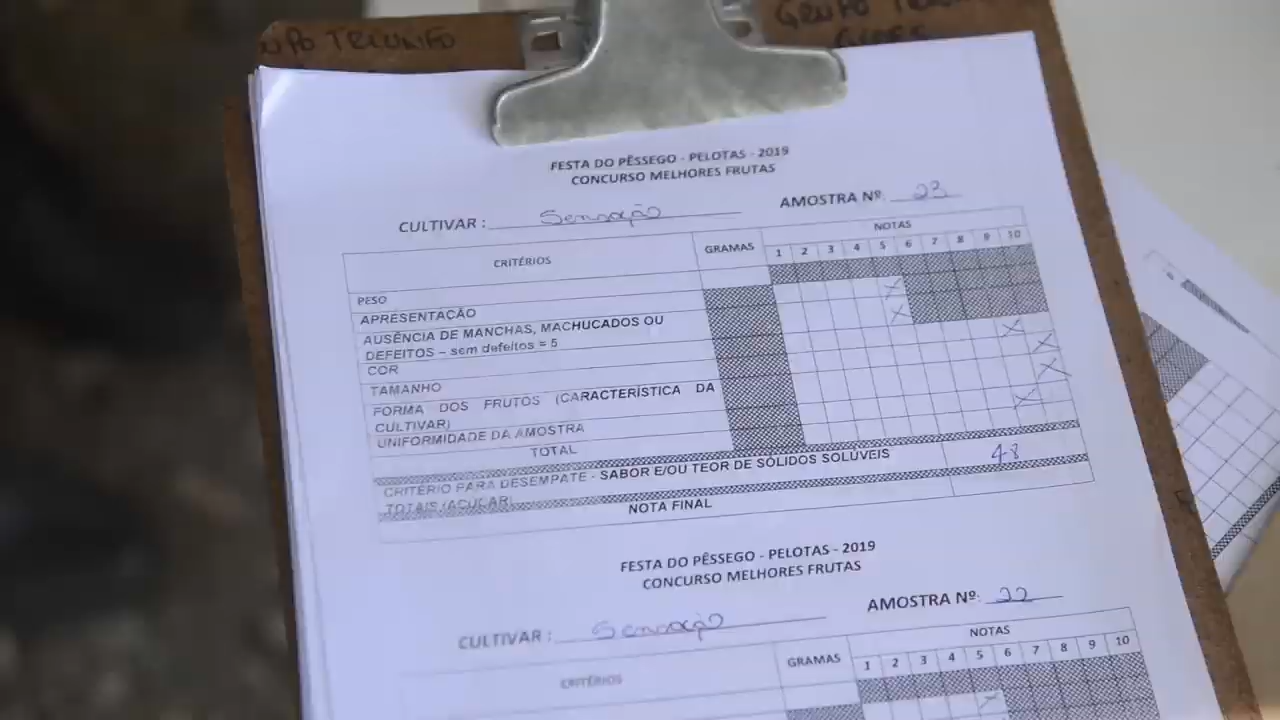 UPO TRIUNFO
GRUPO
FESTA DO PÊSSEGO - PELOTAS - 2019
CONCURSO MELHORES FRUTAS
CULTIVAR : Sensação AMOSTRA Nº 23
CRITÉRIOS GRAMAS NOTAS
1 2 3 4 5 6 7 8 9 10
PESO
APRESENTAÇÃO
AUSÊNCIA DE MANCHAS, MACHUCADOS OU
DEFEITOS – sem defeitos = 5
COR
TAMANHO
FORMA DOS FRUTOS (CARACTERÍSTICA DA
CULTIVAR)
UNIFORMIDADE DA AMOSTRA
TOTAL
CRITÉRIO PARA DESEMPATE - SABOR E/OU TEOR DE SÓLIDOS SOLÚVEIS
TOTAIS (AÇUCAR) 48
NOTA FINAL
FESTA DO PÊSSEGO - PELOTAS - 2019
CONCURSO MELHORES FRUTAS
CULTIVAR : Sensação AMOSTRA Nº: 22
CRITÉRIOS GRAMAS NOTAS
1 2 3 4 5 6 7 8 9 10